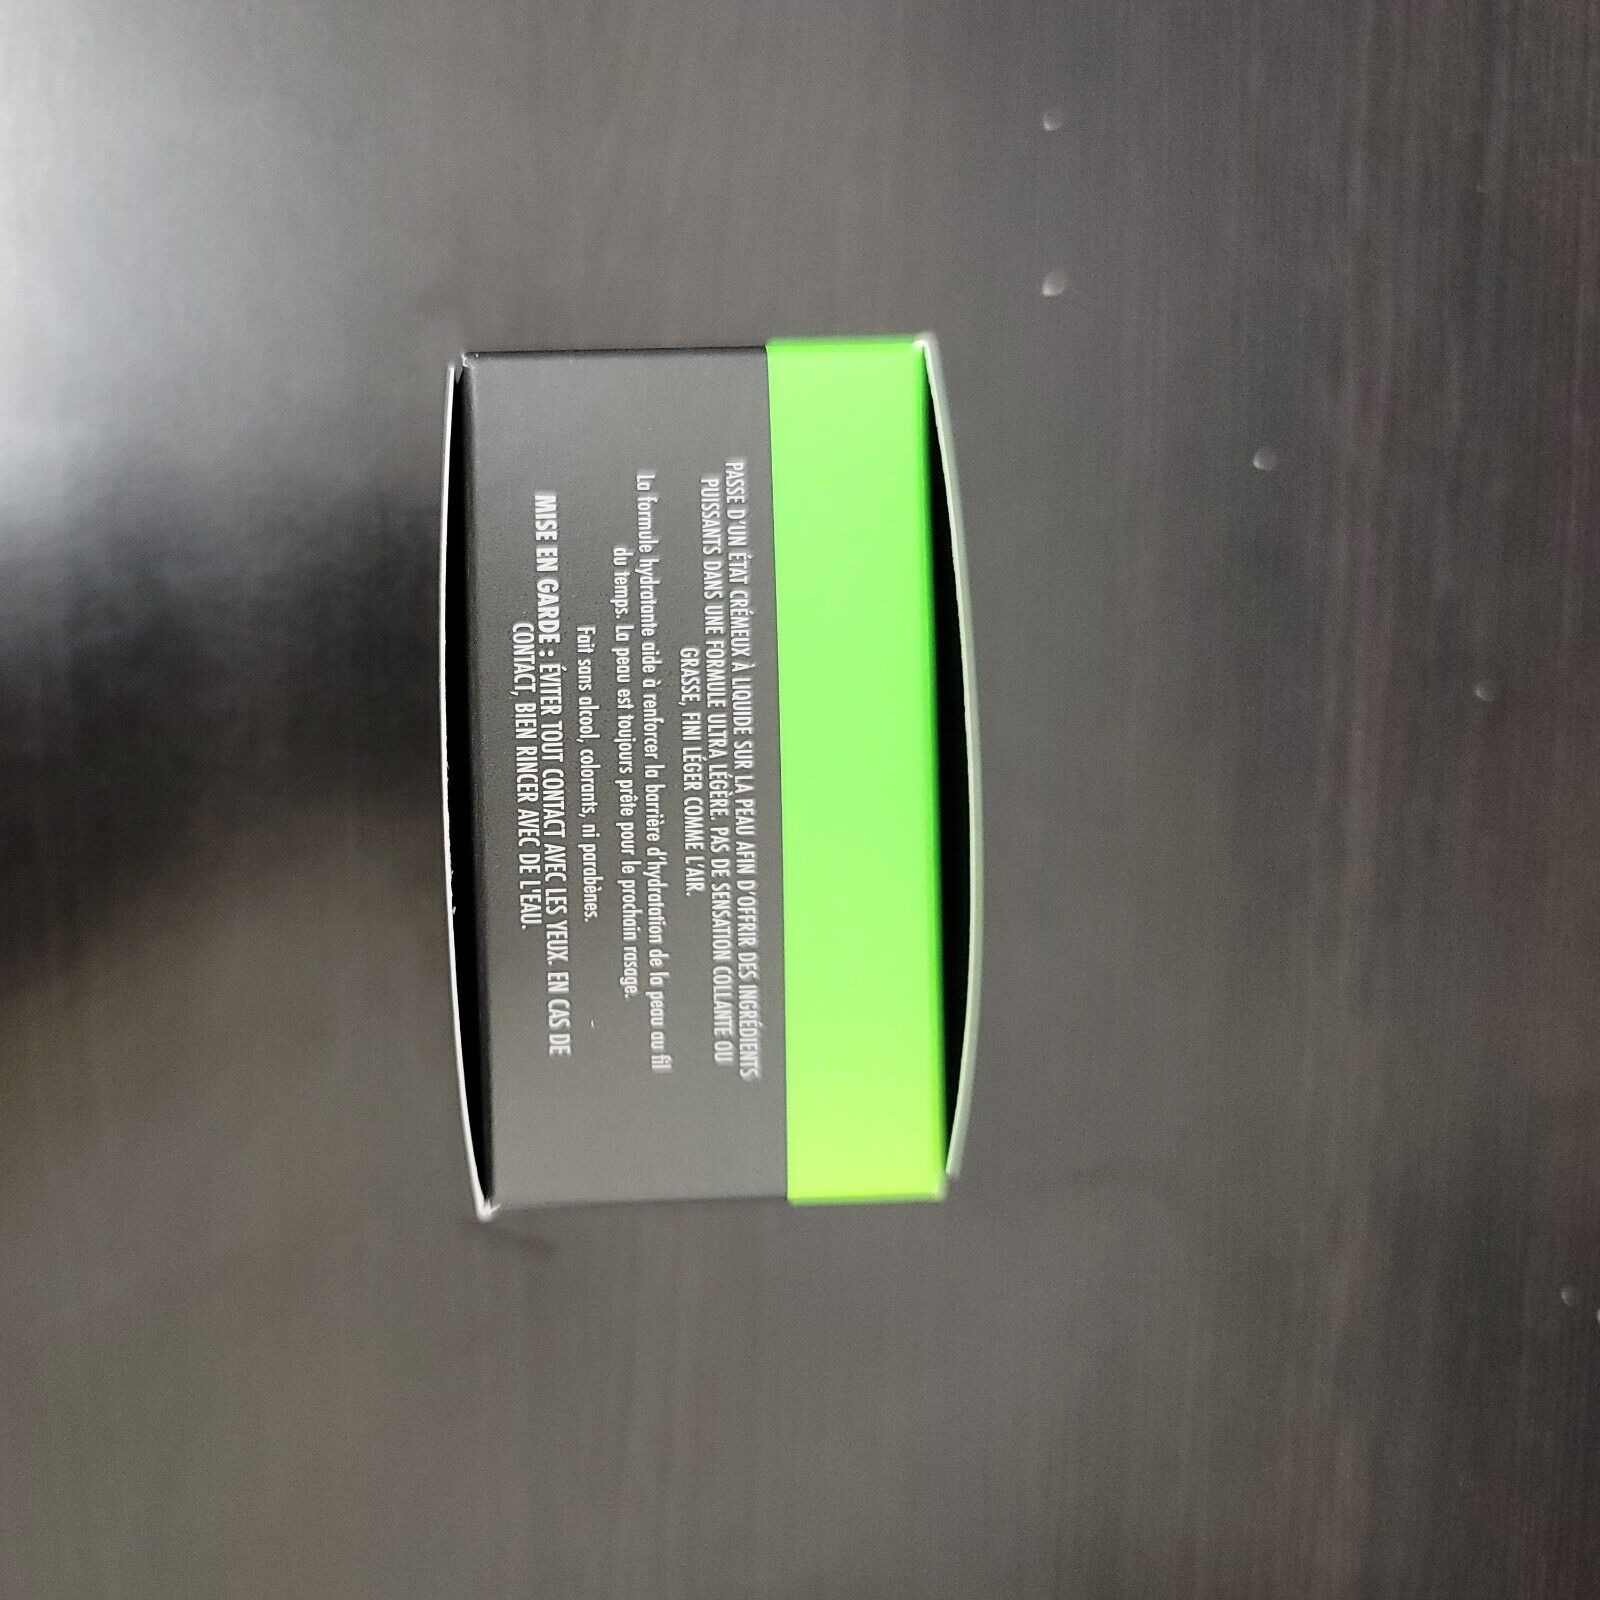 PASSE D'UN ÉTAT CRÉMEUX À LIQUIDE SUR LA PEAU AFIN D'OFFRIR DES INGRÉDIENTS
PUISSANTS DANS UNE FORMULE ULTRA LÉGÈRE. PAS DE SENSATION COLLANTE OU
GRASSE, FINI LÉGER COMME L'AIR.
La formule hydratante aide à renforcer la barrière d'hydratation de la peau au fil
du temps. La peau est toujours prête pour le prochain rasage.
Fait sans alcool, colorants, ni parabènes.
MISE EN GARDE : ÉVITER TOUT CONTACT AVEC LES YEUX. EN CAS DE
CONTACT, BIEN RINCER AVEC DE L'EAU.